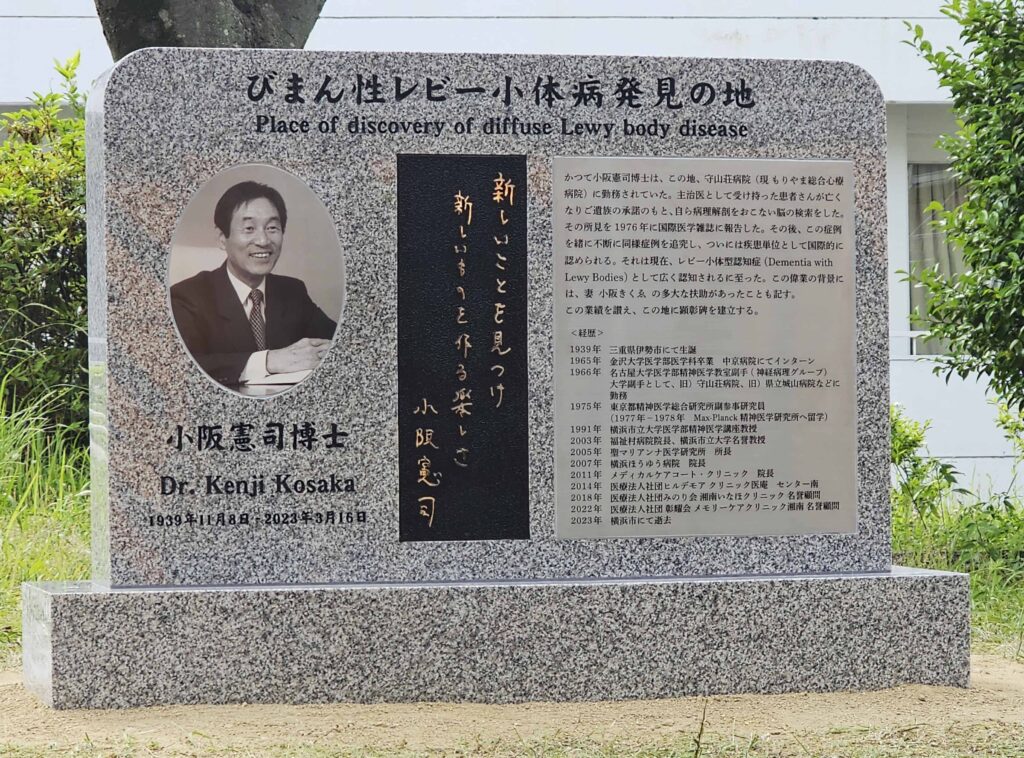 びまん性レビー小体病発見の地
Place of discovery of diffuse Lewy body disease
小阪憲司博士
Dr. Kenji Kosaka
1939年11月8日-2023年3月16日
新しいことを見つけ
新しいものを作る楽しさ
小阪憲司
かつて小阪憲司博士は、この地、守山荘病院（現 もりやま総合心療
病院）に勤務されていた。主治医として受け持った患者さんが亡く
なりご遺族の承諾のもと、自ら病理解剖をおこない脳の検索をした。
その所見を1976年に国際医学雑誌に報告した。その後、この症例
を緒に不断に同様症例を追究し、ついには疾患単位として国際的に
認められる。それは現在、レビー小体型認知症（Dementia with
Lewy Bodies）として広く認知されるに至った。この偉業の背景に
は、妻 小阪きくゑ の多大な扶助があったことも記す。
この業績を讃え、この地に顕彰碑を建立する。
＜経歴＞
1939年 三重県伊勢市にて生誕
1965年 金沢大学医学部医学科卒業 中京病院にてインターン
1966年 名古屋大学医学部精神医学教室副手（神経病理グループ）
大学副手として、旧）守山荘病院、旧）県立城山病院などに
勤務
1975年 東京都精神医学総合研究所副参事研究員
（1977年－1978年 Max-Planck 精神医学研究所へ留学）
1991年 横浜市立大学医学部精神医学講座教授
2003年 福祉村病院院長、横浜市立大学名誉教授
2005年 聖マリアンナ医学研究所 所長
2007年 横浜ほうゆう病院 院長
2011年 メディカルケアコート・クリニック 院長
2014年 医療法人社団ヒルデモア クリニック医庵 センター南
2018年 医療法人社団みのり会 湘南いなほクリニック 名誉顧問
2022年 医療法人社団 彰耀会 メモリーケアクリニック湘南 名誉顧問
2023年 横浜市にて逝去